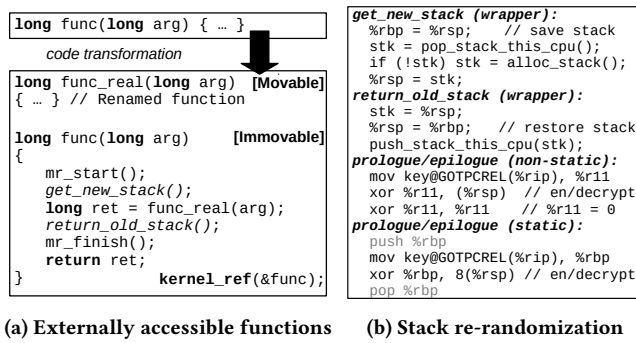 long func(long arg) { … }
code transformation
long func_real(long arg) [Movable]
{ … } // Renamed function
long func(long arg) [Immovable]
{
mr_start();
get_new_stack();
long ret = func_real(arg);
return_old_stack();
mr_finish();
return ret;
} kernel_ref(&func);
(a) Externally accessible functions
get_new_stack (wrapper):
%rbp = %rsp; // save stack
stk = pop_stack_this_cpu();
if (!stk) stk = alloc_stack();
%rsp = stk;
return_old_stack (wrapper):
stk = %rsp;
%rsp = %rbp; // restore stack
push_stack_this_cpu(stk);
prologue/epilogue (non-static):
mov key@GOTPCREL(%rip), %r11
xor %r11, (%rsp) // en/decrypt
xor %r11, %r11 // %r11 = 0
prologue/epilogue (static):
push %rbp
mov key@GOTPCREL(%rip), %rbp
xor %rbp, 8(%rsp) // en/decrypt
pop %rbp
(b) Stack re-randomization